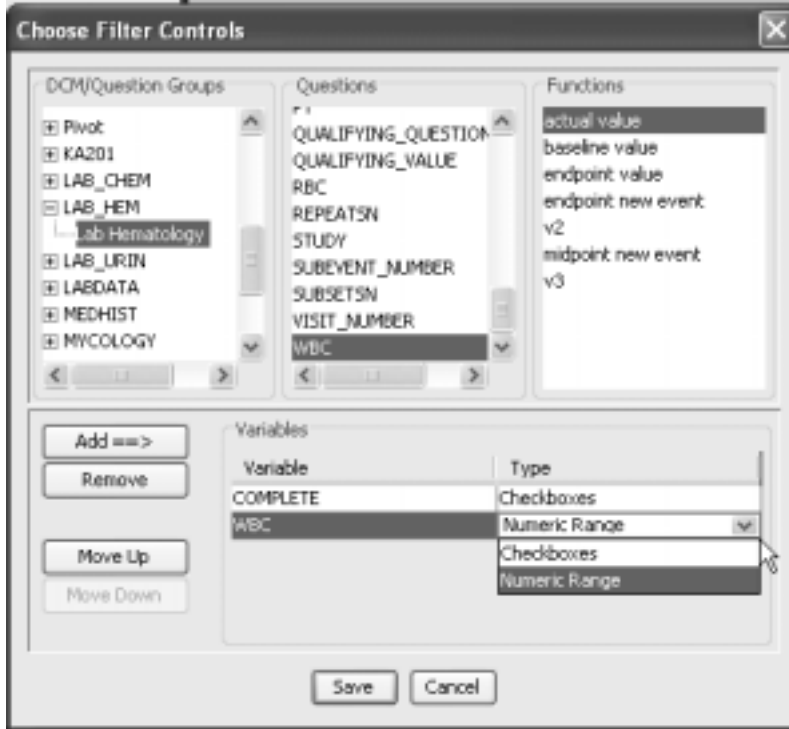 Choose Filter Controls
DCM/Question Groups
Pivot
KA201
LAB_CHEM
LAB_HEM
Lab Hematology
LAB_URIN
LABDATA
MEDHIST
MYCOLOGY
Questions
QUALIFYING_QUESTION
QUALIFYING_VALUE
RBC
REPEATSN
STUDY
SUBEVENT_NUMBER
SUBSETSN
VISIT_NUMBER
WBC
Functions
actual value
baseline value
endpoint value
endpoint new event
v2
midpoint new event
v3
Add ==>
Remove
Move Up
Move Down
Variables
Variable Type
COMPLETE Checkboxes
WBC Numeric Range
Checkboxes
Numeric Range
Save Cancel